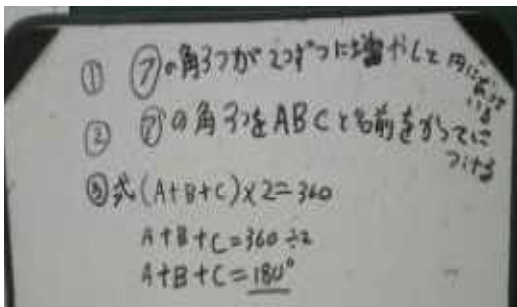 ① ㋐の角3つが2つずつに増やして円になっている
② ㋐の角3つをABCと名前をかってにつける
③式(A+B+C)×2=360
A+B+C=360÷2
A+B+C=180°